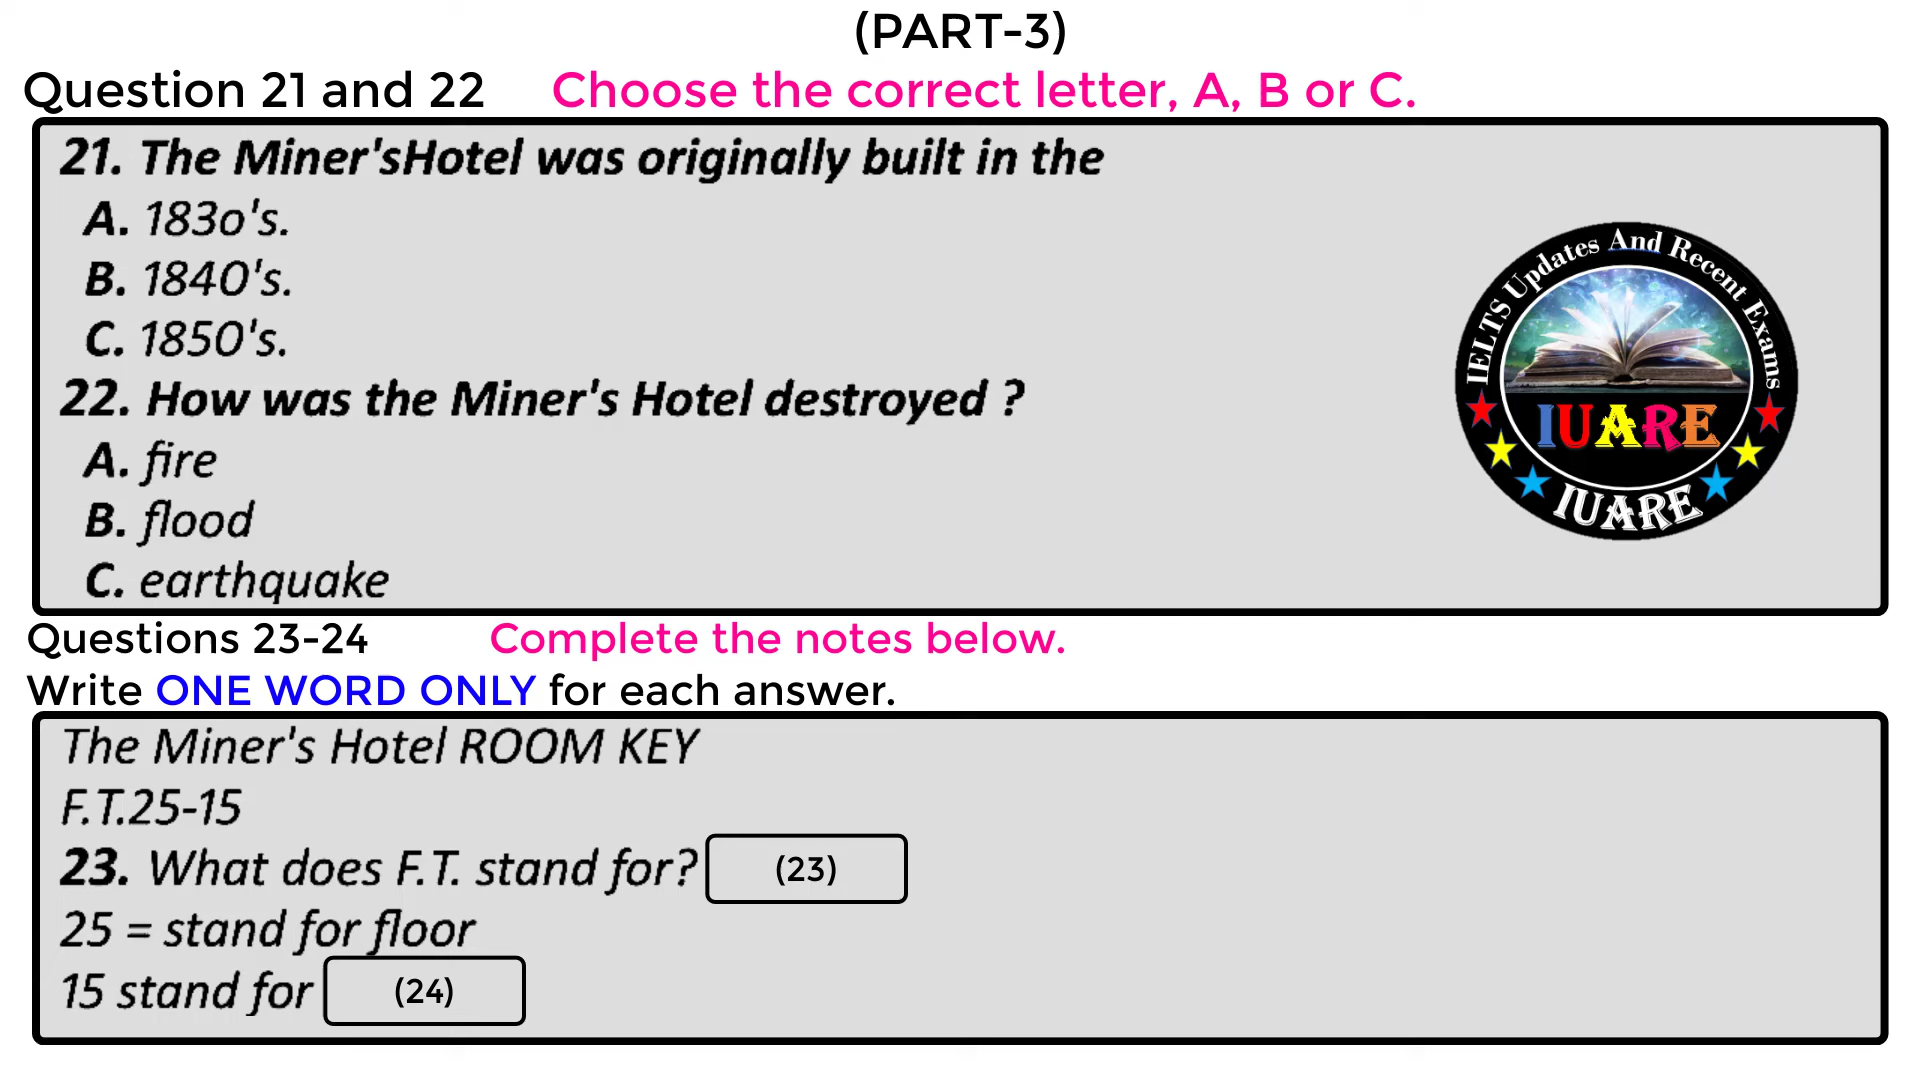 (PART-3)
Question 21 and 22 Choose the correct letter, A, B or C.
21. The Miner'sHotel was originally built in the
A. 183o's.
B. 1840's.
C. 1850's.
22. How was the Miner's Hotel destroyed ?
A. fire
B. flood
C. earthquake
IELTS Updates And Recent Exams
IUARE
IUARE
Questions 23-24 Complete the notes below.
Write ONE WORD ONLY for each answer.
The Miner's Hotel ROOM KEY
F.T.25-15
23. What does F.T. stand for? (23)
25 = stand for floor
15 stand for (24)